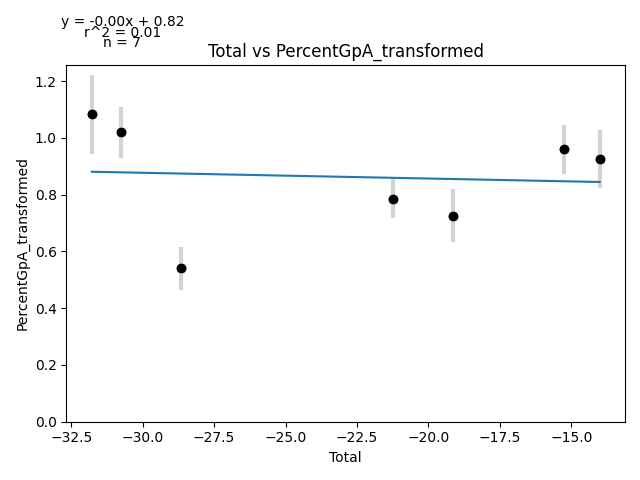 y = -0.00x + 0.82
r^2 = 0.01
n = 7
Total vs PercentGpA_transformed
PercentGpA_transformed
1.2
1.0
0.8
0.6
0.4
0.2
0.0
−32.5 −30.0 −27.5 −25.0 −22.5 −20.0 −17.5 −15.0
Total